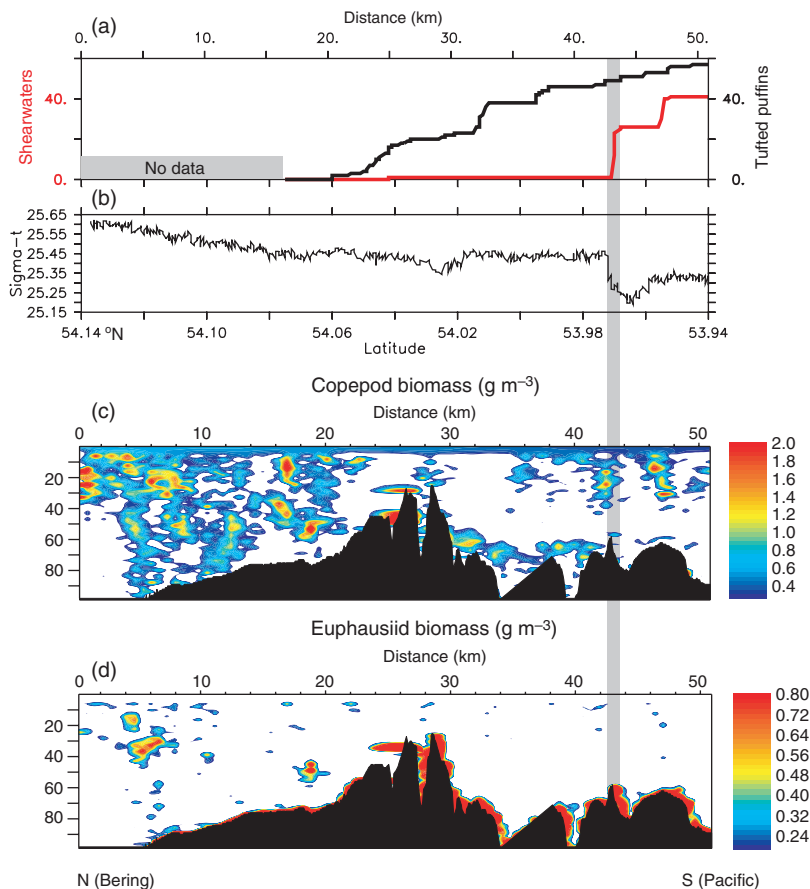 (a)
Distance (km)
0. 10. 20. 30. 40. 50.
Shearwaters
40.
0.
No data
40.
0.
Tufted puffins
(b)
Sigma-t
25.65
25.55
25.45
25.35
25.25
25.15
54.14 °N 54.10 54.06 54.02 53.98 53.94
Latitude
Copepod biomass (g m⁻³)
(c)
Distance (km)
0 10 20 30 40 50
20
40
60
80
2.0
1.8
1.6
1.4
1.2
1.0
0.8
0.6
0.4
Euphausiid biomass (g m⁻³)
(d)
Distance (km)
0 10 20 30 40 50
20
40
60
80
0.80
0.72
0.64
0.56
0.48
0.40
0.32
0.24
N (Bering) S (Pacific)